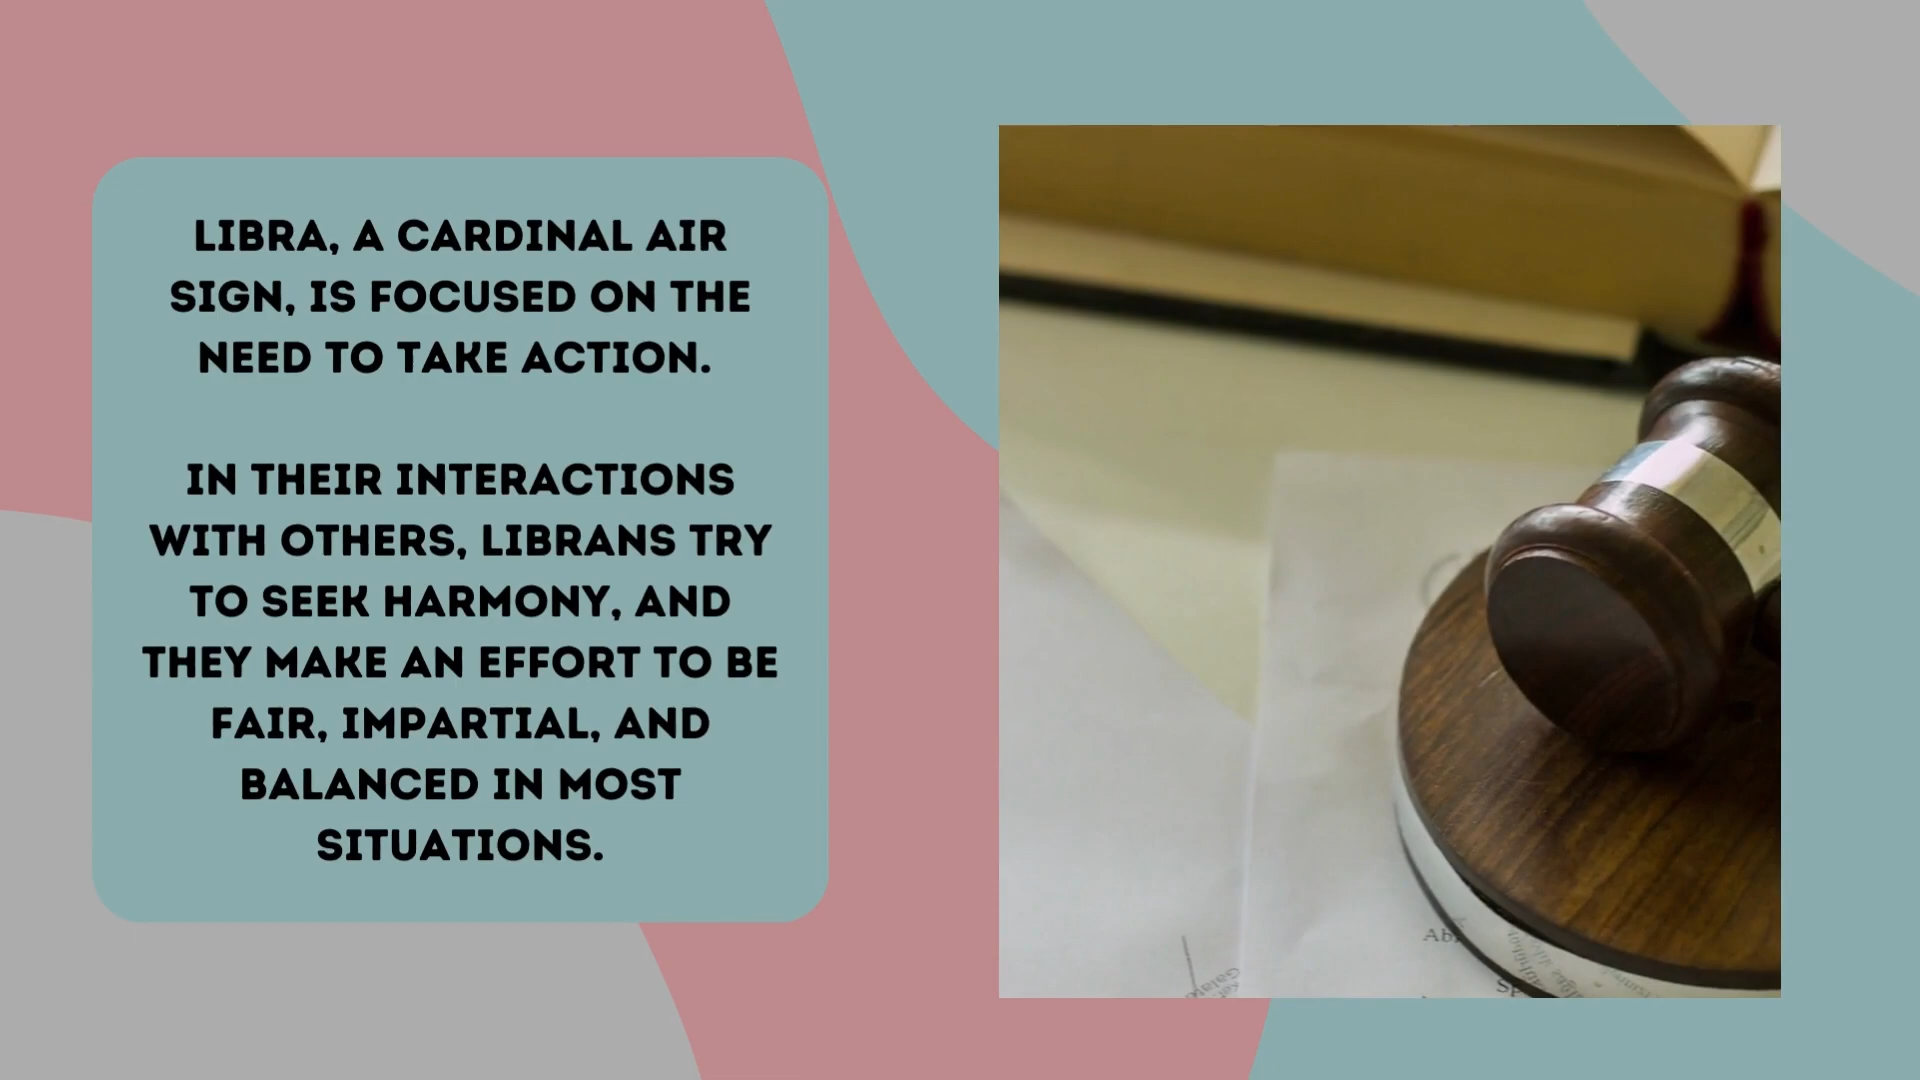 LIBRA, A CARDINAL AIR
SIGN, IS FOCUSED ON THE
NEED TO TAKE ACTION.
IN THEIR INTERACTIONS
WITH OTHERS, LIBRANS TRY
TO SEEK HARMONY, AND
THEY MAKE AN EFFORT TO BE
FAIR, IMPARTIAL, AND
BALANCED IN MOST
SITUATIONS.